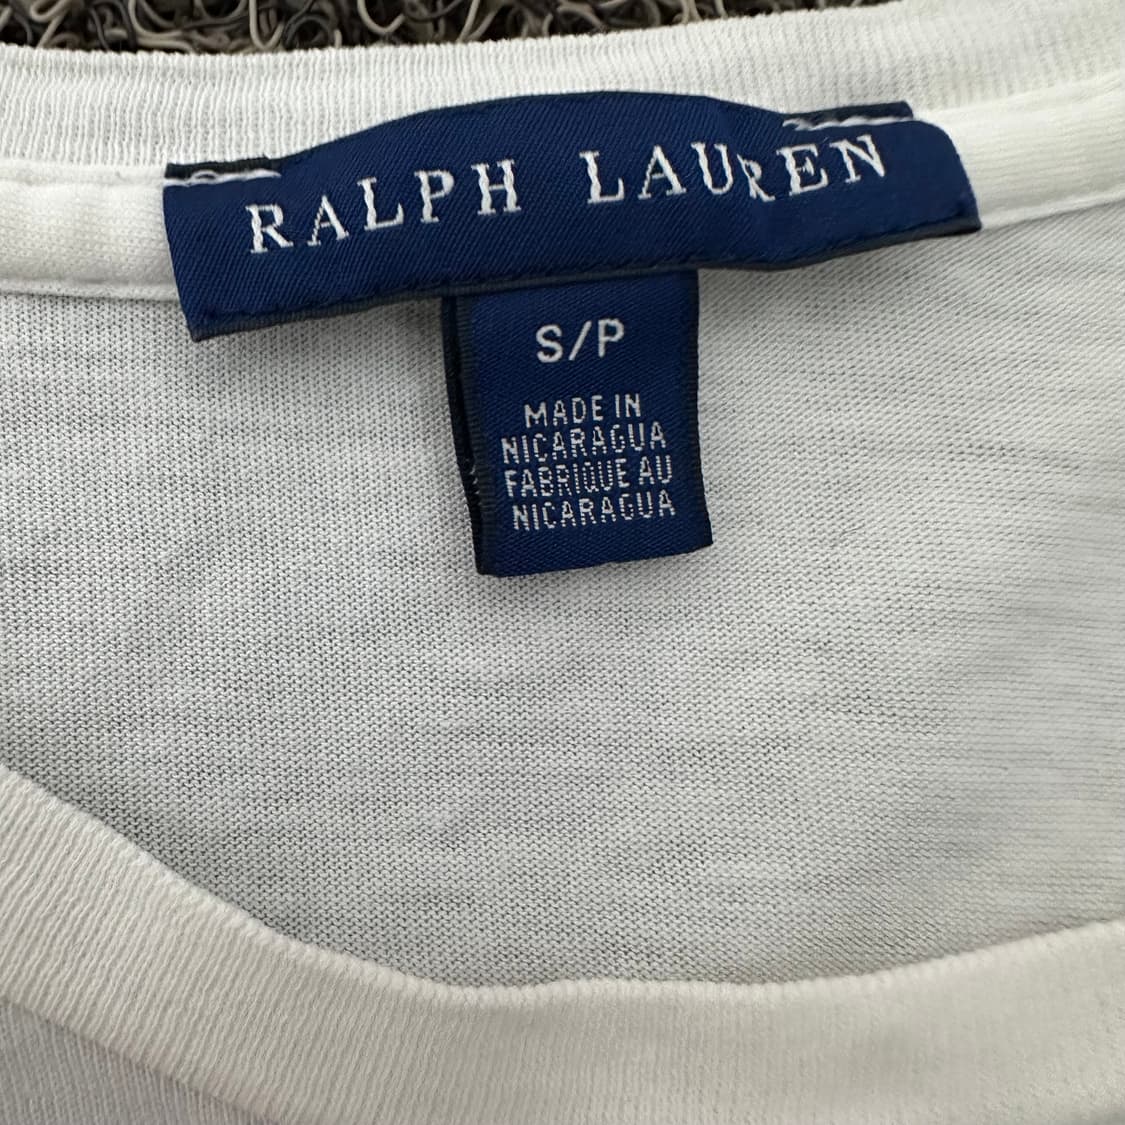 RALPH LAUREN
S/P
MADE IN
NICARAGUA
FABRIQUE AU
NICARAGUA